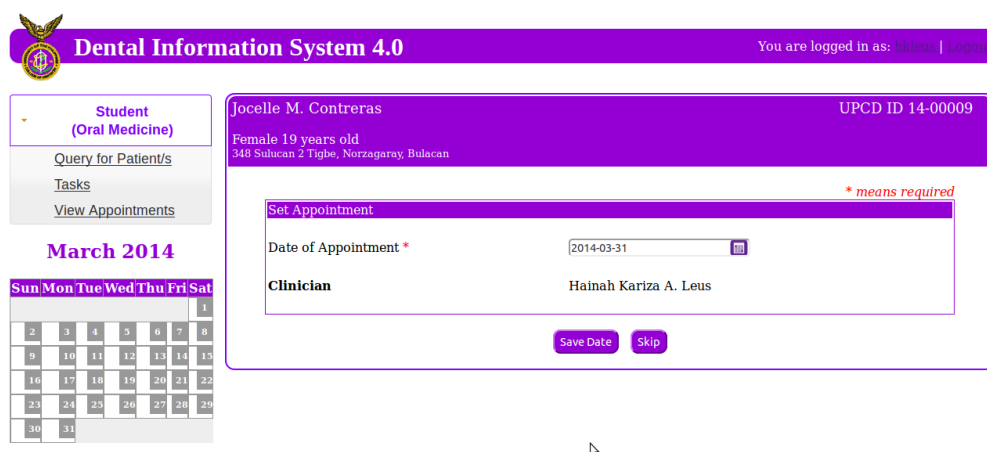 Dental Information System 4.0
You are logged in as: hkleus | Logout
Student
(Oral Medicine)
Query for Patient/s
Tasks
View Appointments
March 2014
Sun Mon Tue Wed Thu Fri Sat
1
2 3 4 5 6 7 8
9 10 11 12 13 14 15
16 17 18 19 20 21 22
23 24 25 26 27 28 29
30 31
Jocelle M. Contreras
UPCD ID 14-00009
Female 19 years old
348 Sulucan 2 Tigbe, Norzagaray, Bulacan
* means required
Set Appointment
Date of Appointment *
2014-03-31
Clinician
Hainah Kariza A. Leus
Save Date
Skip